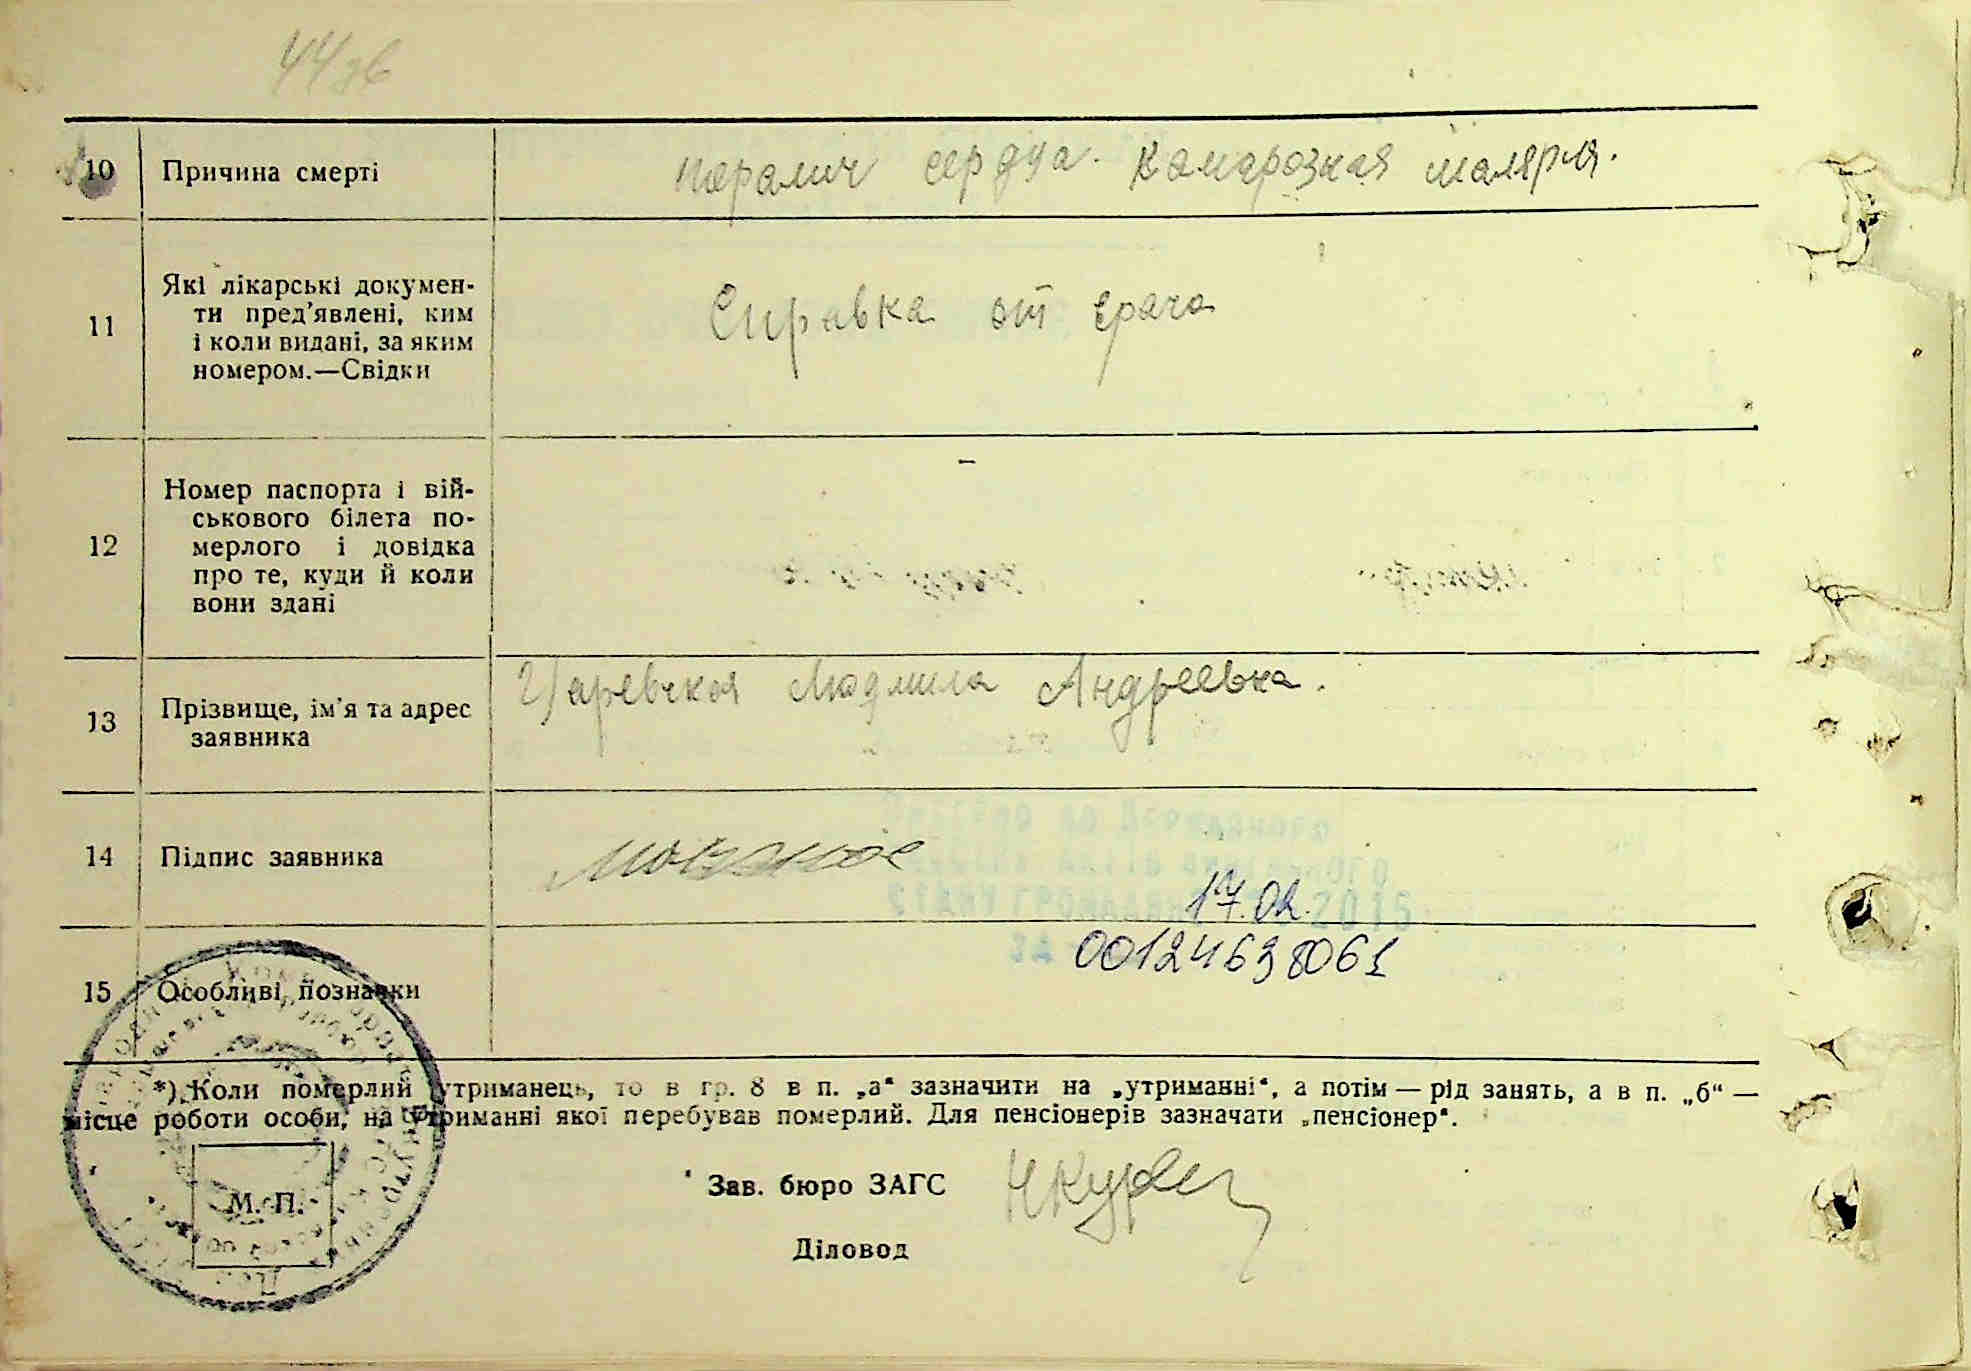 44зв
10 Причина смерті паралич сердца. Камарозная малярия.
11 Які лікарські докумен-
ти пред'явлені, ким
і коли видані, за яким
номером.—Свідки
Справка от врача
12 Номер паспорта і вій-
ськового білета по-
мерлого і довідка
про те, куди й коли
вони здані
–
13 Прізвище, ім'я та адрес
заявника
Царевская Людмила Андреевна.
14 Підпис заявника
17.02. 2015
00124638061
15 Особливі познаки
*) Коли померлий утриманець, то в гр. 8 в п. „а“ зазначити на „утриманні“, а потім — рід занять, а в п. „б“ —
місце роботи особи, на утриманні якої перебував померлий. Для пенсіонерів зазначати „пенсіонер“.
Зав. бюро ЗАГС
М. П.
Діловод